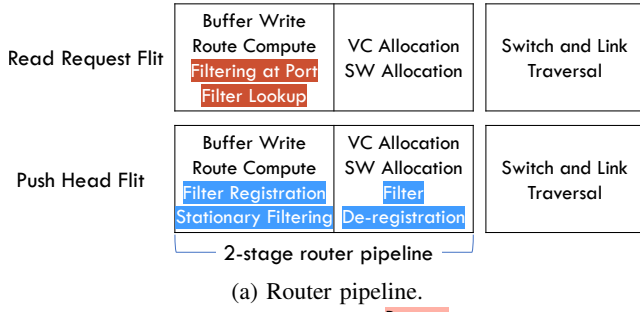 Read Request Flit
Buffer Write
Route Compute
Filtering at Port
Filter Lookup
VC Allocation
SW Allocation
Switch and Link
Traversal
Push Head Flit
Buffer Write
Route Compute
Filter Registration
Stationary Filtering
VC Allocation
SW Allocation
Filter
De-registration
Switch and Link
Traversal
2-stage router pipeline
(a) Router pipeline.